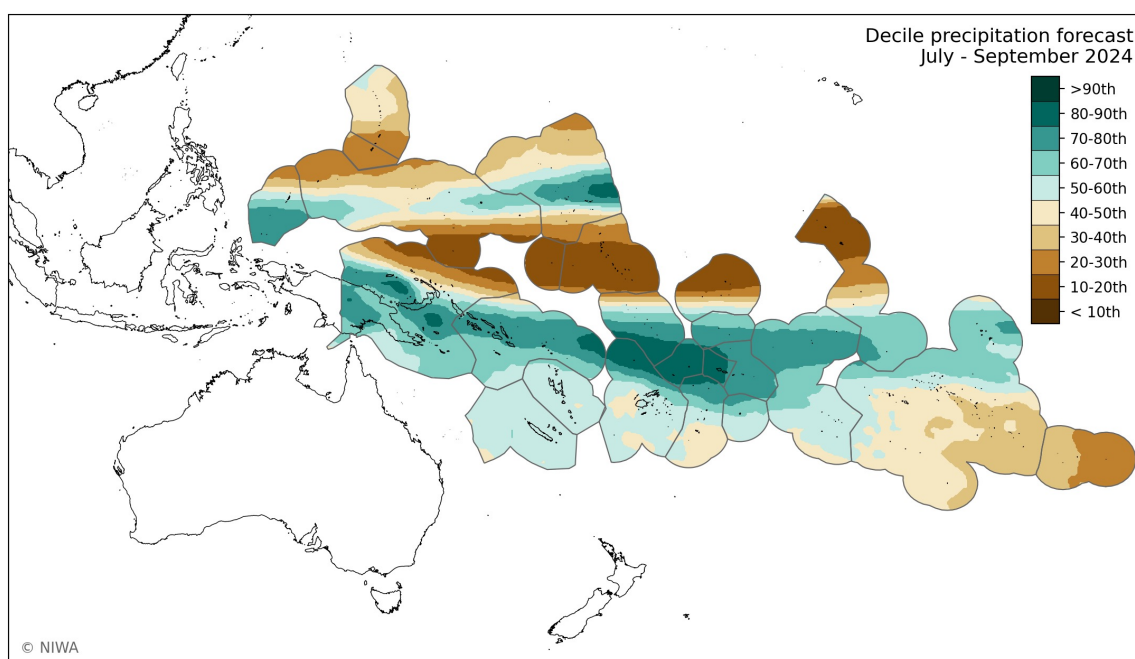 Decile precipitation forecast
July - September 2024
>90th
80-90th
70-80th
60-70th
50-60th
40-50th
30-40th
20-30th
10-20th
< 10th
© NIWA